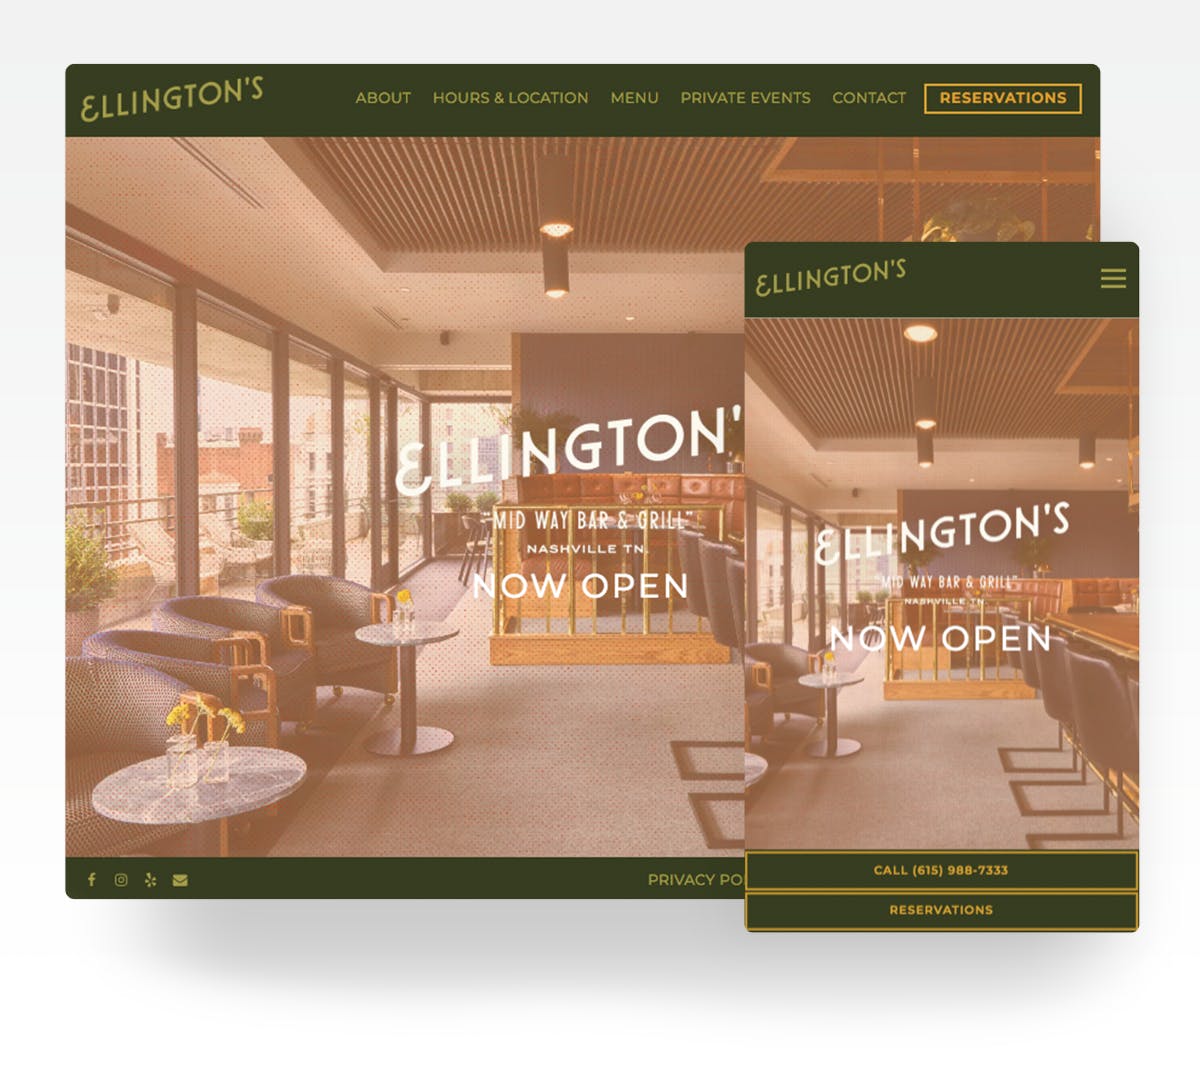 ELLINGTON'S
ABOUT HOURS & LOCATION MENU PRIVATE EVENTS CONTACT RESERVATIONS
ELLINGTON'
"MID WAY BAR & GRILL"
NASHVILLE TN.
NOW OPEN
PRIVACY PO
ELLINGTON'S
ELLINGTON'S
"MID WAY BAR & GRILL"
NASHVILLE TN.
NOW OPEN
CALL (615) 988-7333
RESERVATIONS